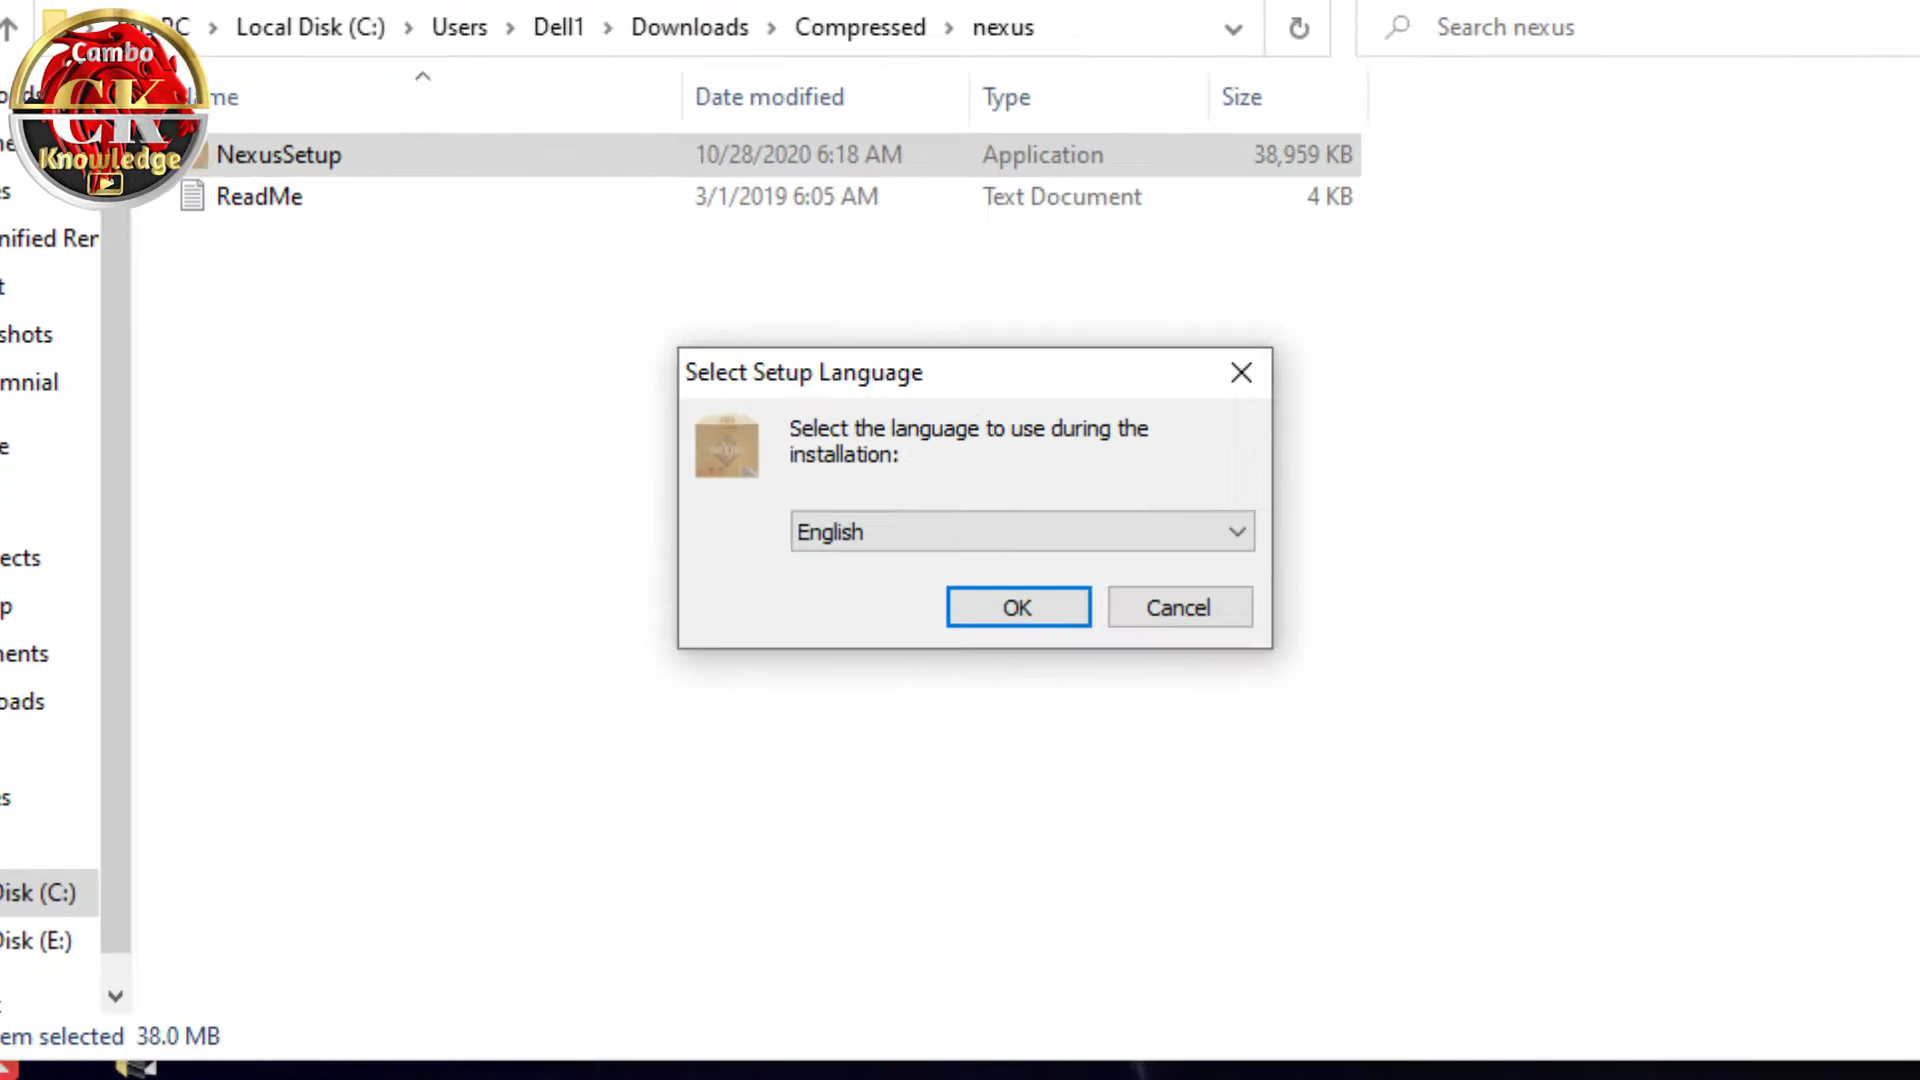 PC > Local Disk (C:) > Users > Dell1 > Downloads > Compressed > nexus
Search nexus
Cambo
CK
Knowledge
Date modified
Type
Size
NexusSetup
10/28/2020 6:18 AM
Application
38,959 KB
ReadMe
3/1/2019 6:05 AM
Text Document
4 KB
nified Rer
shots
mnial
ects
p
nents
oads
Disk (C:)
Disk (E:)
em selected 38.0 MB
Select Setup Language
Select the language to use during the
installation:
English
OK
Cancel